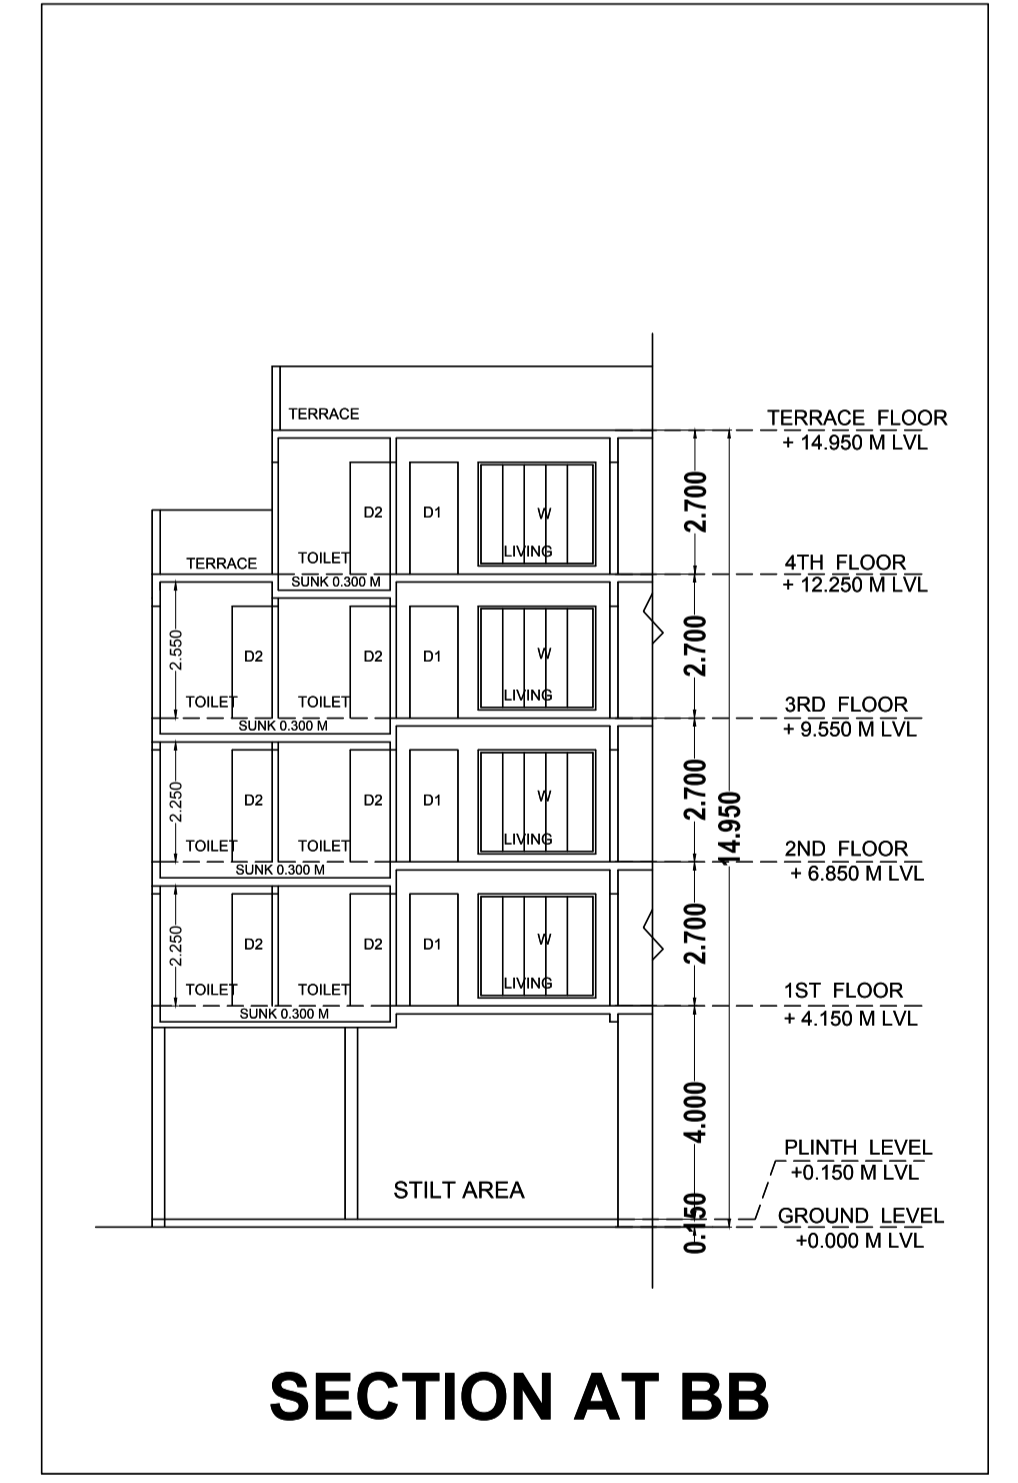 TERRACE
TERRACE FLOOR
+ 14.950 M LVL
2.700
D2
D1
W
TOILET
LIVING
TERRACE
SUNK 0.300 M
4TH FLOOR
+ 12.250 M LVL
2.550
D2
D2
D1
W
2.700
TOILET
TOILET
LIVING
SUNK 0.300 M
3RD FLOOR
+ 9.550 M LVL
2.250
D2
D2
D1
W
2.700
14.950
TOILET
TOILET
LIVING
SUNK 0.300 M
2ND FLOOR
+ 6.850 M LVL
2.250
D2
D2
D1
W
2.700
TOILET
TOILET
LIVING
SUNK 0.300 M
1ST FLOOR
+ 4.150 M LVL
4.000
STILT AREA
PLINTH LEVEL
+0.150 M LVL
0.150
GROUND LEVEL
+0.000 M LVL
SECTION AT BB